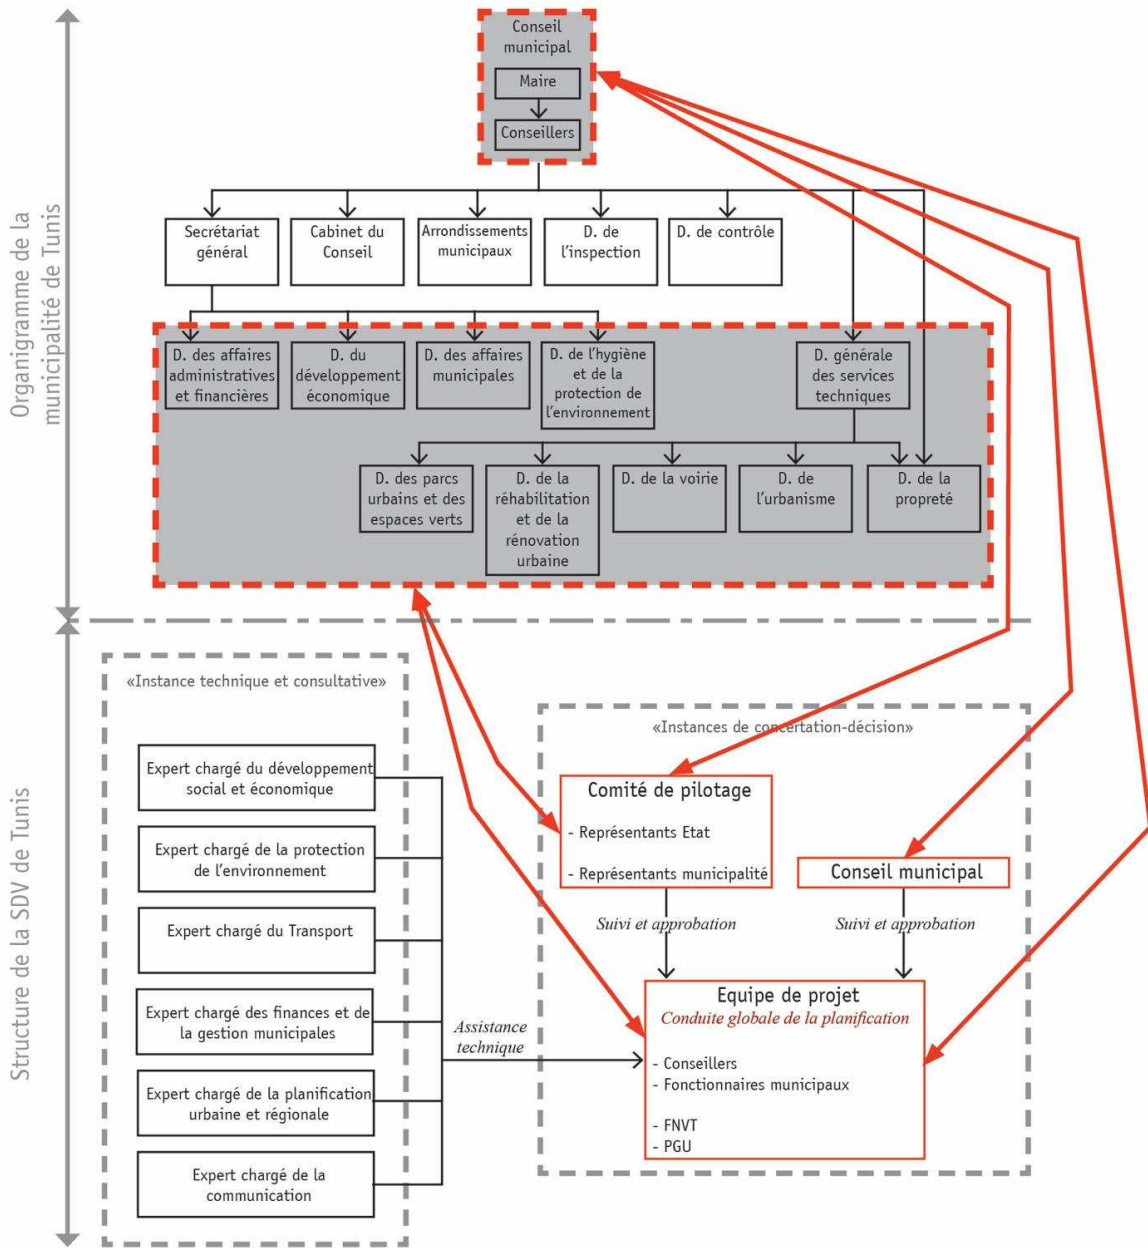 Organigramme de la
municipalité de Tunis
Conseil
municipal
Maire
Conseillers
Secrétariat
général
Cabinet du
Conseil
Arrondissements
municipaux
D. de
l'inspection
D. de contrôle
D. des affaires
administratives
et financières
D. du
développement
économique
D. des affaires
municipales
D. de l'hygiène
et de la
protection de
l'environnement
D. générale
des services
techniques
D. des parcs
urbains et des
espaces verts
D. de la
réhabilitation
et de la
rénovation
urbaine
D. de la voirie
D. de
l'urbanisme
D. de la
propreté
Structure de la SDV de Tunis
«Instance technique et consultative»
Expert chargé du développement
social et économique
Expert chargé de la protection
de l'environnement
Expert chargé du Transport
Expert chargé des finances et de
la gestion municipales
Expert chargé de la planification
urbaine et régionale
Expert chargé de la
communication
Assistance
technique
«Instances de concertation-décision»
Comité de pilotage
- Représentants Etat
- Représentants municipalité
Conseil municipal
Suivi et approbation
Suivi et approbation
Equipe de projet
Conduite globale de la planification
- Conseillers
- Fonctionnaires municipaux
- FNVT
- PGU